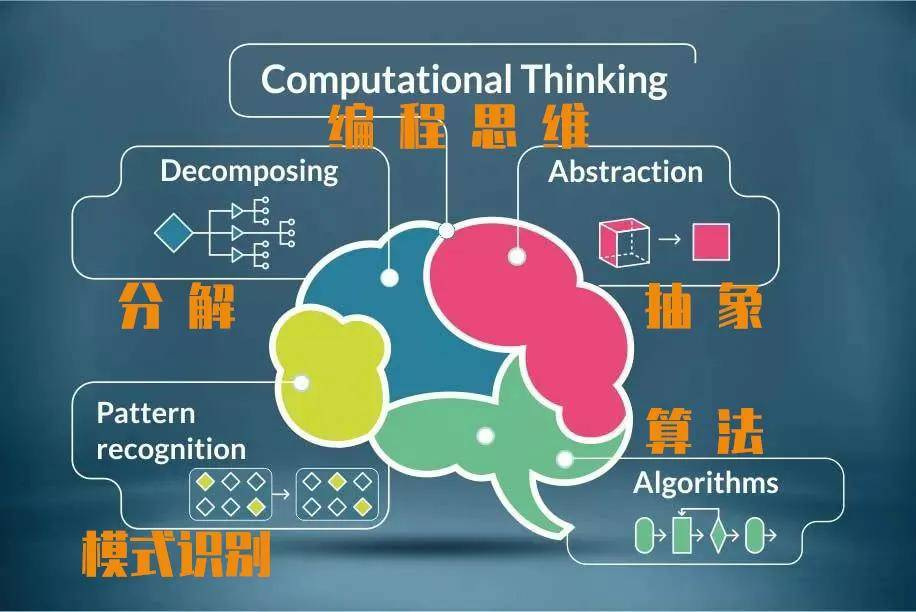 Computational Thinking
编程思维
Decomposing
分解
Abstraction
抽象
Pattern
recognition
模式识别
算法
Algorithms